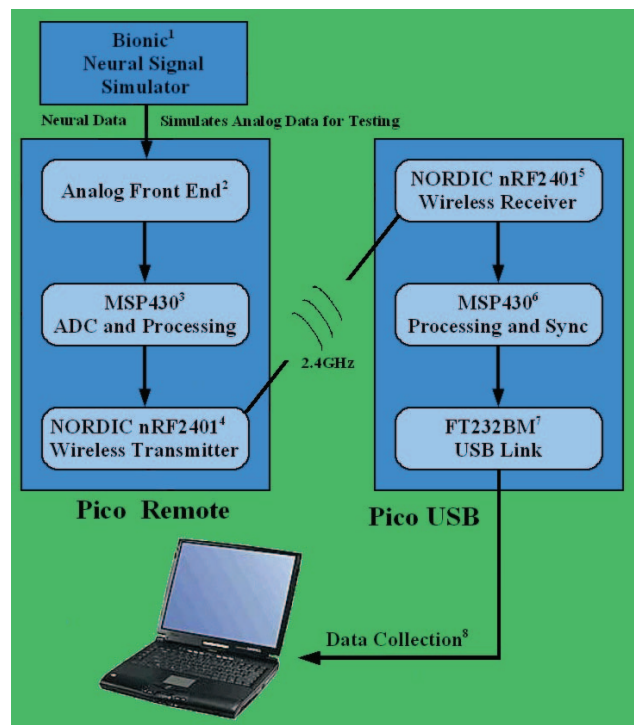 Bionic¹
Neural Signal
Simulator
Neural Data
Simulates Analog Data for Testing
Analog Front End²
MSP430³
ADC and Processing
NORDIC nRF2401⁴
Wireless Transmitter
Pico Remote
2.4GHz
NORDIC nRF2401⁵
Wireless Receiver
MSP430⁶
Processing and Sync
FT232BM⁷
USB Link
Pico USB
Data Collection⁸